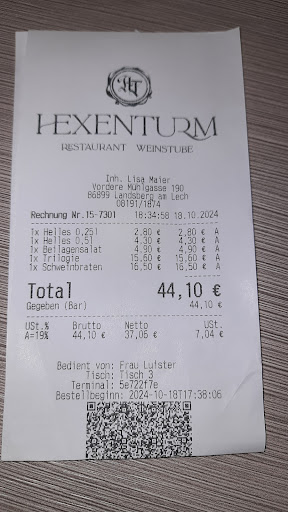 HEXENTURM
RESTAURANT WEINSTUBE
Inh. Lisa Maier
Vordere Mühlgasse 190
86899 Landsberg am Lech
08191/1874
Rechnung Nr.15-7301 18:34:58 18.10.2024
1x Helles 0,25l 2,80 € 2,80 € A
1x Helles 0,5l 4,30 € 4,30 € A
1x Beilagensalat 4,90 € 4,90 € A
1x Trilogie 15,60 € 15,60 € A
1x Schweinbraten 16,50 € 16,50 € A
Total 44,10 €
Gegeben (Bar) 44,10 €
USt.% Brutto Netto USt.
A=19% 44,10 € 37,06 € 7,04 €
Bedient von: Frau Lufster
Tisch: Tisch 3
Terminal: 5e722f7e
Bestellbeginn: 2024-10-18T17:38:06